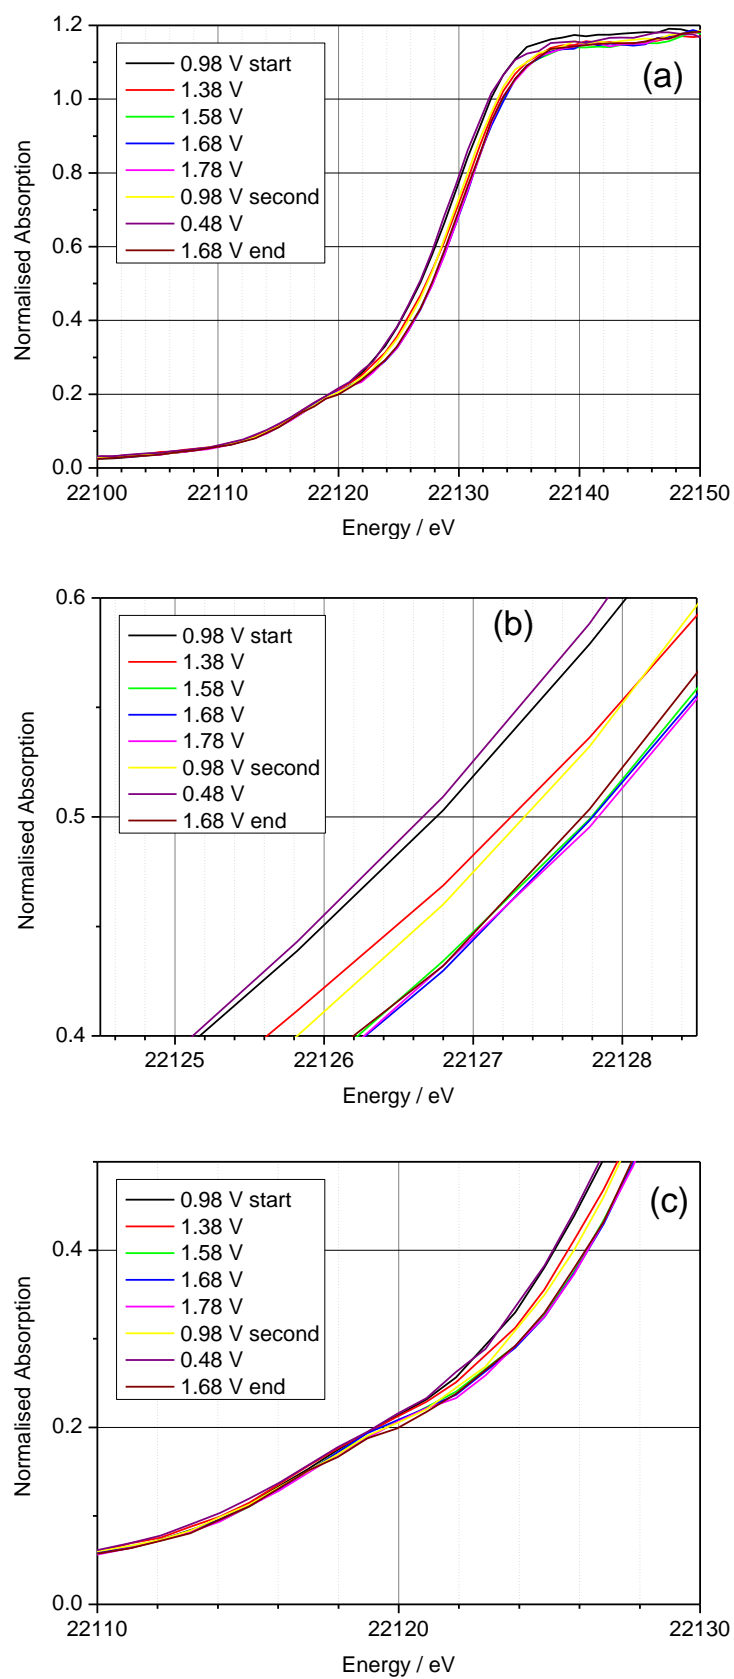 1.2
1.0
0.8
0.6
0.4
0.2
0.0
Normalised Absorption
0.98 V start
1.38 V
1.58 V
1.68 V
1.78 V
0.98 V second
0.48 V
1.68 V end
(a)
22100 22110 22120 22130 22140 22150
Energy / eV
0.6
0.5
0.4
Normalised Absorption
0.98 V start
1.38 V
1.58 V
1.68 V
1.78 V
0.98 V second
0.48 V
1.68 V end
(b)
22125 22126 22127 22128
Energy / eV
0.4
0.2
0.0
Normalised Absorption
0.98 V start
1.38 V
1.58 V
1.68 V
1.78 V
0.98 V second
0.48 V
1.68 V end
(c)
22110 22120 22130
Energy / eV